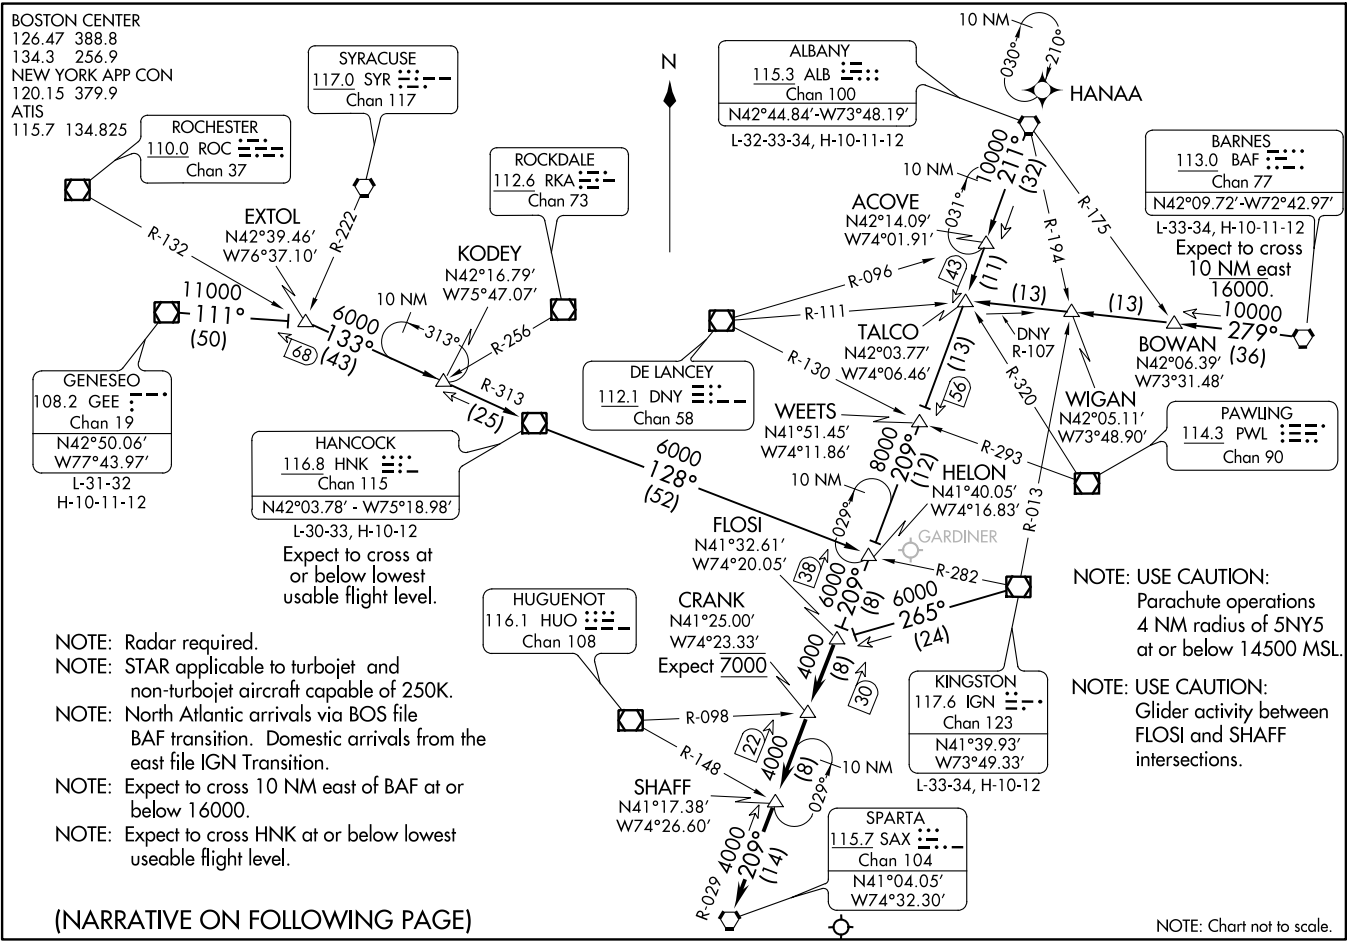 BOSTON CENTER
126.47 388.8
134.3 256.9
NEW YORK APP CON
120.15 379.9
ATIS
115.7 134.825
ROCHESTER
110.0 ROC
Chan 37
SYRACUSE
117.0 SYR
Chan 117
ROCKDALE
112.6 RKA
Chan 73
N
ALBANY
115.3 ALB
Chan 100
N42°44.84'-W73°48.19'
L-32-33-34, H-10-11-12
10 NM
030°
210°
HANAA
BARNES
113.0 BAF
Chan 77
N42°09.72'-W72°42.97'
L-33-34, H-10-11-12
Expect to cross
10 NM east
16000.
10000
279°
(36)
R-132
R-222
EXTOL
N42°39.46'
W76°37.10'
KODEY
N42°16.79'
W75°47.07'
R-256
10 NM
313°
11000
111°
(50)
68
6000
133°
(43)
R-313
(25)
GENESEO
108.2 GEE
Chan 19
N42°50.06'
W77°43.97'
L-31-32
H-10-11-12
HANCOCK
116.8 HNK
Chan 115
N42°03.78' - W75°18.98'
L-30-33, H-10-12
Expect to cross at
or below lowest
usable flight level.
6000
128°
(52)
10000
211°
(32)
10 NM
031°
ACOVE
N42°14.09'
W74°01.91'
R-096
43
(11)
R-111
R-130
TALCO
N42°03.77'
W74°06.46'
R-194
R-175
(13)
(13)
DNY
R-107
BOWAN
N42°06.39'
W73°31.48'
WIGAN
N42°05.11'
W73°48.90'
R-320
(13)
56
DE LANCEY
112.1 DNY
Chan 58
WEETS
N41°51.45'
W74°11.86'
R-293
PAWLING
114.3 PWL
Chan 90
8000
209°
(12)
10 NM
029°
HELON
N41°40.05'
W74°16.83'
R-013
GARDINER
R-282
FLOSI
N41°32.61'
W74°20.05'
38
6000
209°
(8)
6000
265°
(24)
HUGUENOT
116.1 HUO
Chan 108
CRANK
N41°25.00'
W74°23.33'
Expect 7000
4000
(8)
30
KINGSTON
117.6 IGN
Chan 123
N41°39.93'
W73°49.33'
L-33-34, H-10-12
R-098
R-148
22
4000
(8)
10 NM
029°
SHAFF
N41°17.38'
W74°26.60'
R-029
4000
209°
(14)
SPARTA
115.7 SAX
Chan 104
N41°04.05'
W74°32.30'
NOTE: USE CAUTION:
Parachute operations
4 NM radius of 5NY5
at or below 14500 MSL.
NOTE: USE CAUTION:
Glider activity between
FLOSI and SHAFF
intersections.
NOTE: Radar required.
NOTE: STAR applicable to turbojet and
non-turbojet aircraft capable of 250K.
NOTE: North Atlantic arrivals via BOS file
BAF transition. Domestic arrivals from the
east file IGN Transition.
NOTE: Expect to cross 10 NM east of BAF at or
below 16000.
NOTE: Expect to cross HNK at or below lowest
useable flight level.
(NARRATIVE ON FOLLOWING PAGE)
NOTE: Chart not to scale.